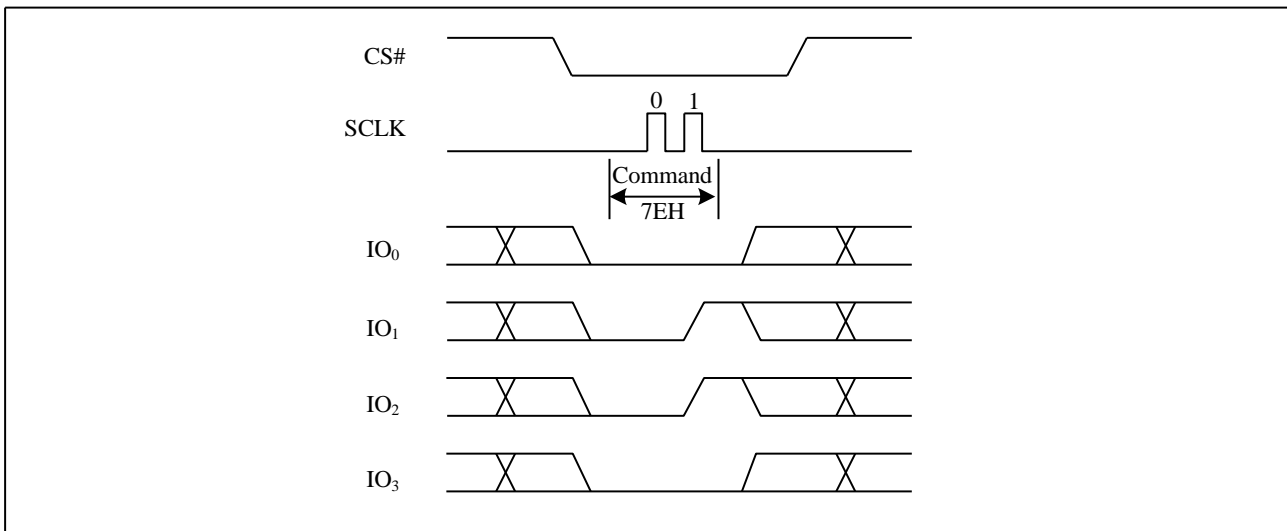 CS#
0 1
SCLK
Command
7EH
IO₀
IO₁
IO₂
IO₃